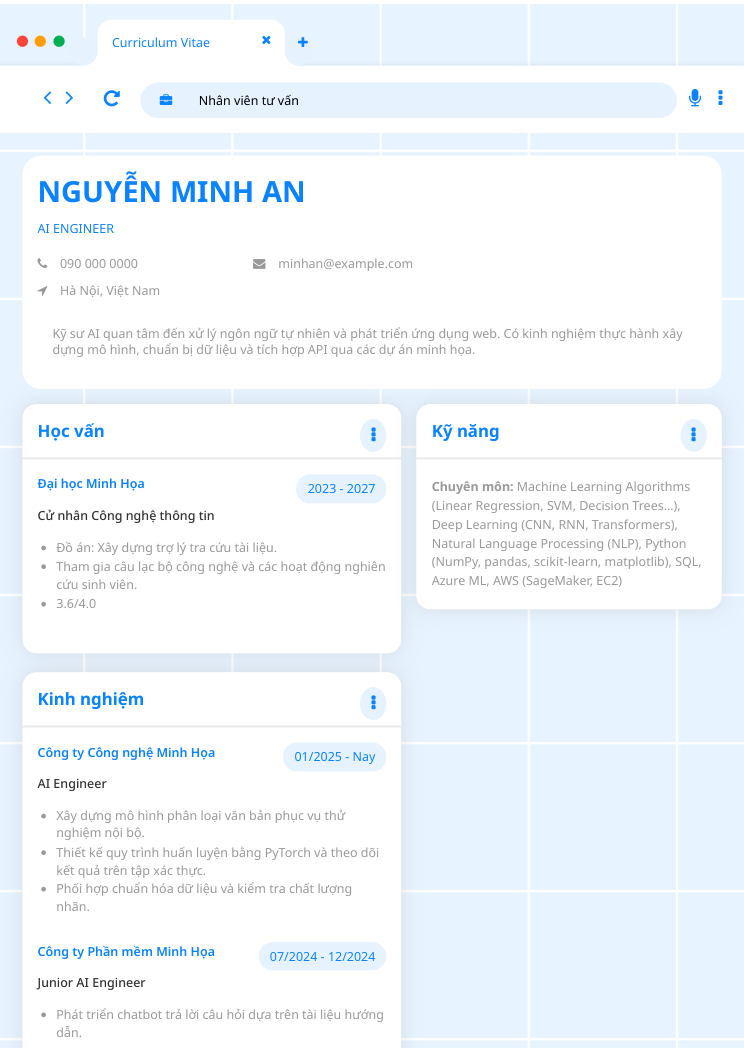 Curriculum Vitae
Nhân viên tư vấn
NGUYỄN MINH AN
AI ENGINEER
090 000 0000
minhan@example.com
Hà Nội, Việt Nam
Kỹ sư AI quan tâm đến xử lý ngôn ngữ tự nhiên và phát triển ứng dụng web. Có kinh nghiệm thực hành xây
dựng mô hình, chuẩn bị dữ liệu và tích hợp API qua các dự án minh họa.
Học vấn
Đại học Minh Họa
2023 - 2027
Cử nhân Công nghệ thông tin
Đồ án: Xây dựng trợ lý tra cứu tài liệu.
Tham gia câu lạc bộ công nghệ và các hoạt động nghiên
cứu sinh viên.
3.6/4.0
Kỹ năng
Chuyên môn: Machine Learning Algorithms
(Linear Regression, SVM, Decision Trees...),
Deep Learning (CNN, RNN, Transformers),
Natural Language Processing (NLP), Python
(NumPy, pandas, scikit-learn, matplotlib), SQL,
Azure ML, AWS (SageMaker, EC2)
Kinh nghiệm
Công ty Công nghệ Minh Họa
01/2025 - Nay
AI Engineer
Xây dựng mô hình phân loại văn bản phục vụ thử
nghiệm nội bộ.
Thiết kế quy trình huấn luyện bằng PyTorch và theo dõi
kết quả trên tập xác thực.
Phối hợp chuẩn hóa dữ liệu và kiểm tra chất lượng
nhãn.
Công ty Phần mềm Minh Họa
07/2024 - 12/2024
Junior AI Engineer
Phát triển chatbot trả lời câu hỏi dựa trên tài liệu hướng
dẫn.